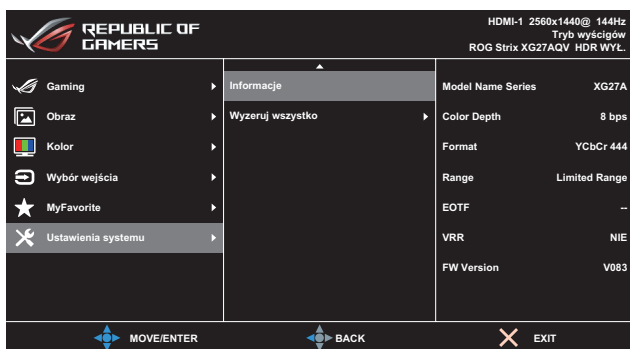 REPUBLIC OF
GAMERS
HDMI-1 2560x1440@ 144Hz
Tryb wyścigów
ROG Strix XG27AQV HDR WYŁ.
Gaming
Obraz
Kolor
Wybór wejścia
MyFavorite
Ustawienia systemu
Informacje
Wyzeruj wszystko
Model Name Series XG27A
Color Depth 8 bps
Format YCbCr 444
Range Limited Range
EOTF --
VRR NIE
FW Version V083
MOVE/ENTER BACK EXIT